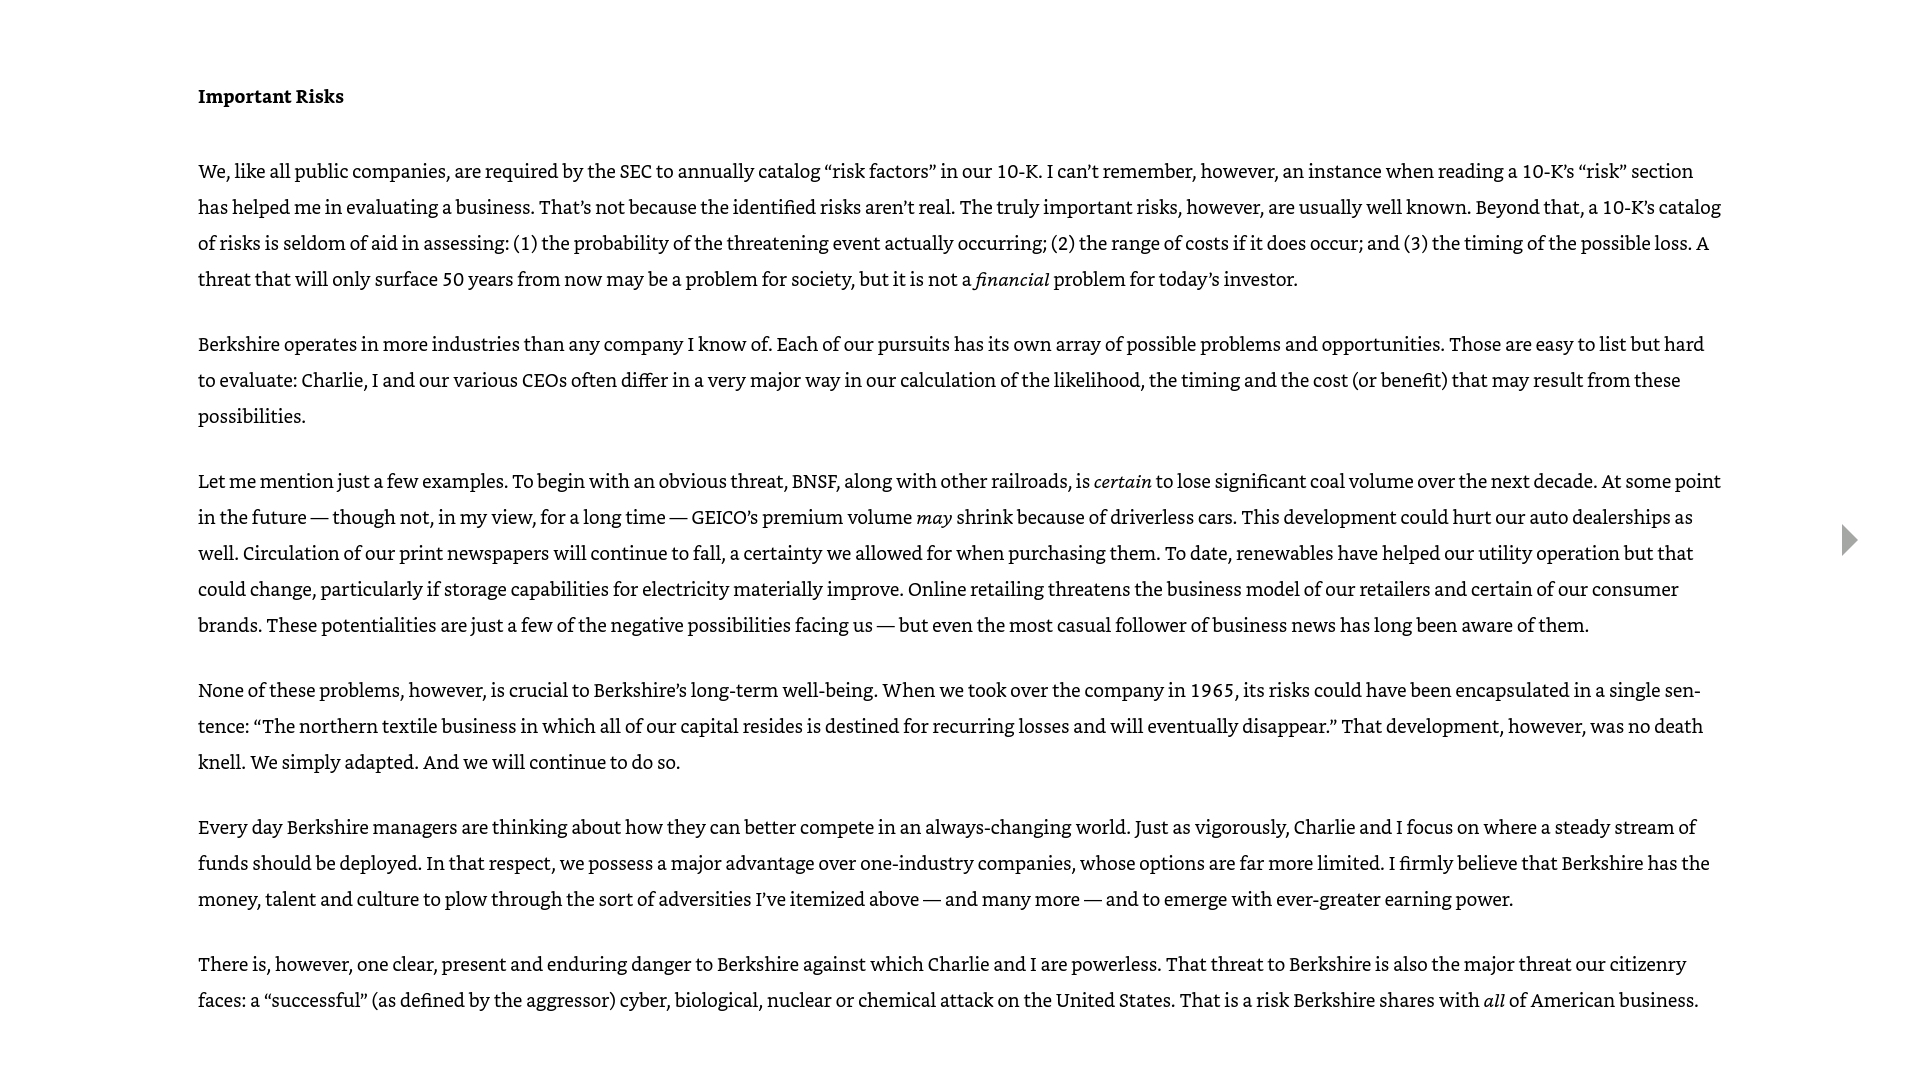 Important Risks
We, like all public companies, are required by the SEC to annually catalog “risk factors” in our 10-K. I can’t remember, however, an instance when reading a 10-K’s “risk” section
has helped me in evaluating a business. That’s not because the identified risks aren’t real. The truly important risks, however, are usually well known. Beyond that, a 10-K’s catalog
of risks is seldom of aid in assessing: (1) the probability of the threatening event actually occurring; (2) the range of costs if it does occur; and (3) the timing of the possible loss. A
threat that will only surface 50 years from now may be a problem for society, but it is not a financial problem for today’s investor.
Berkshire operates in more industries than any company I know of. Each of our pursuits has its own array of possible problems and opportunities. Those are easy to list but hard
to evaluate: Charlie, I and our various CEOs often differ in a very major way in our calculation of the likelihood, the timing and the cost (or benefit) that may result from these
possibilities.
Let me mention just a few examples. To begin with an obvious threat, BNSF, along with other railroads, is certain to lose significant coal volume over the next decade. At some point
in the future — though not, in my view, for a long time — GEICO’s premium volume may shrink because of driverless cars. This development could hurt our auto dealerships as
well. Circulation of our print newspapers will continue to fall, a certainty we allowed for when purchasing them. To date, renewables have helped our utility operation but that
could change, particularly if storage capabilities for electricity materially improve. Online retailing threatens the business model of our retailers and certain of our consumer
brands. These potentialities are just a few of the negative possibilities facing us — but even the most casual follower of business news has long been aware of them.
None of these problems, however, is crucial to Berkshire’s long-term well-being. When we took over the company in 1965, its risks could have been encapsulated in a single sen-
tence: “The northern textile business in which all of our capital resides is destined for recurring losses and will eventually disappear.” That development, however, was no death
knell. We simply adapted. And we will continue to do so.
Every day Berkshire managers are thinking about how they can better compete in an always-changing world. Just as vigorously, Charlie and I focus on where a steady stream of
funds should be deployed. In that respect, we possess a major advantage over one-industry companies, whose options are far more limited. I firmly believe that Berkshire has the
money, talent and culture to plow through the sort of adversities I’ve itemized above — and many more — and to emerge with ever-greater earning power.
There is, however, one clear, present and enduring danger to Berkshire against which Charlie and I are powerless. That threat to Berkshire is also the major threat our citizenry
faces: a “successful” (as defined by the aggressor) cyber, biological, nuclear or chemical attack on the United States. That is a risk Berkshire shares with all of American business.